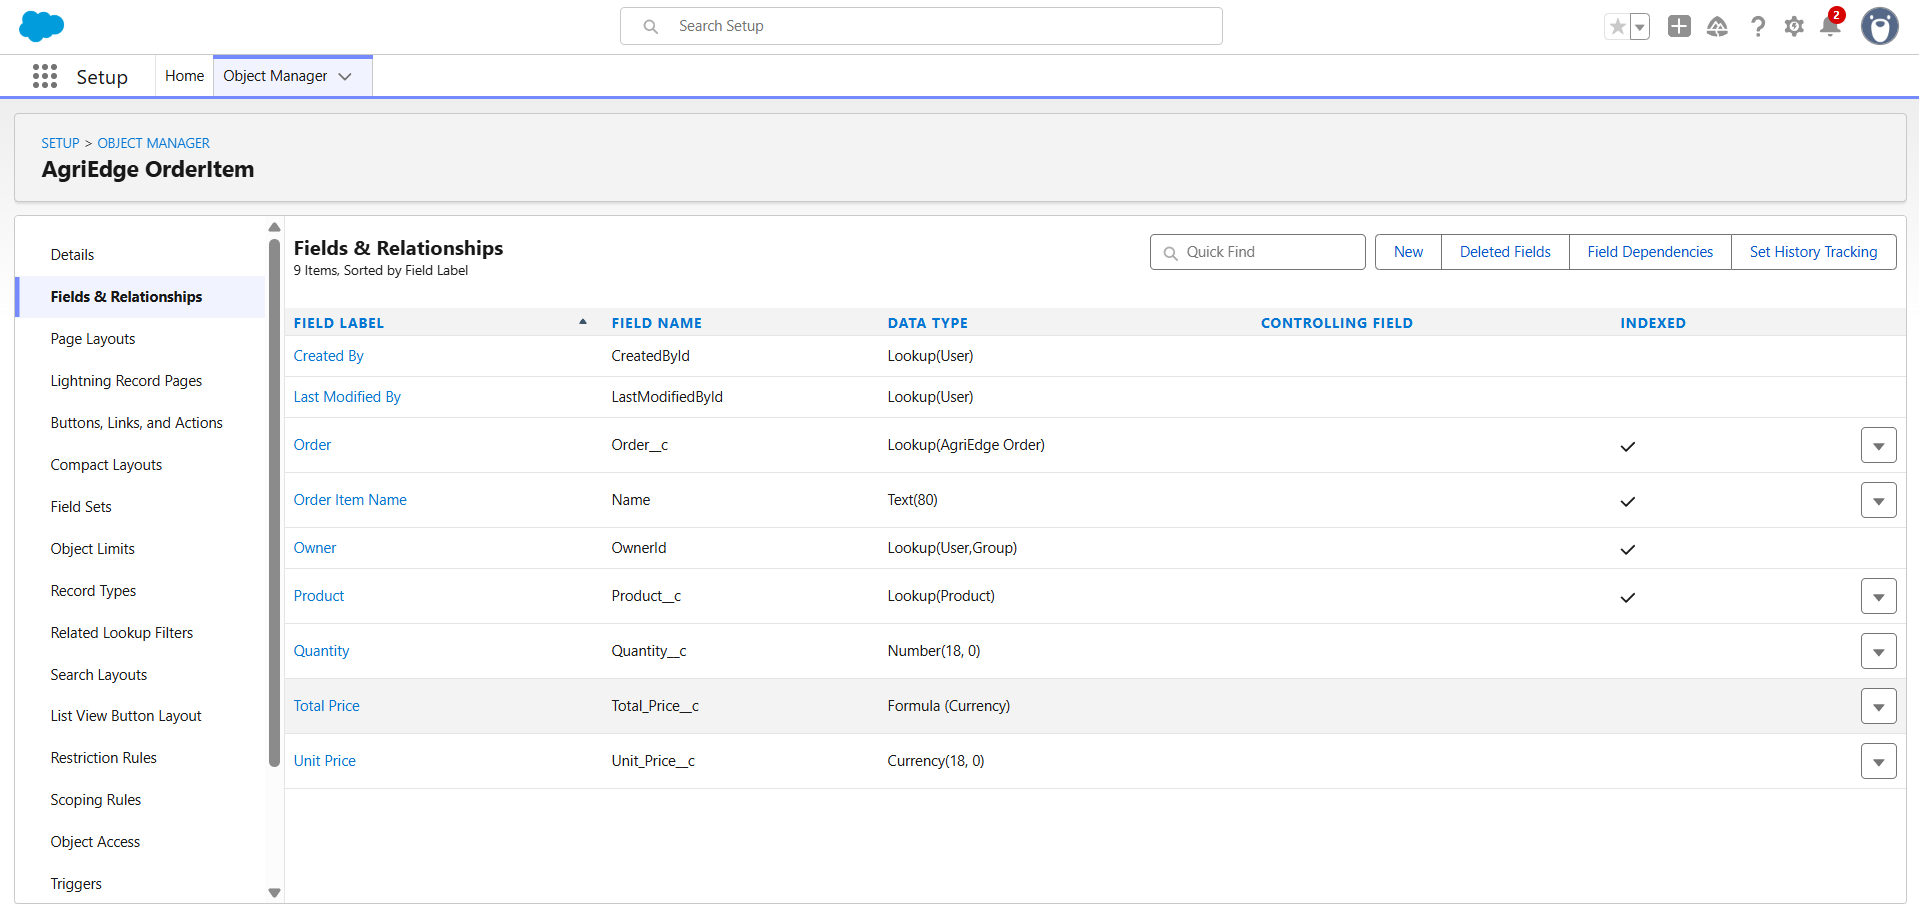 Search Setup
2
Setup
Home
Object Manager
SETUP > OBJECT MANAGER
AgriEdge OrderItem
Details
Fields & Relationships
Page Layouts
Lightning Record Pages
Buttons, Links, and Actions
Compact Layouts
Field Sets
Object Limits
Record Types
Related Lookup Filters
Search Layouts
List View Button Layout
Restriction Rules
Scoping Rules
Object Access
Triggers
Fields & Relationships
9 Items, Sorted by Field Label
Quick Find
New
Deleted Fields
Field Dependencies
Set History Tracking
FIELD LABEL FIELD NAME DATA TYPE CONTROLLING FIELD INDEXED
Created By CreatedById Lookup(User)
Last Modified By LastModifiedById Lookup(User)
Order Order__c Lookup(AgriEdge Order)
Order Item Name Name Text(80)
Owner OwnerId Lookup(User,Group)
Product Product__c Lookup(Product)
Quantity Quantity__c Number(18, 0)
Total Price Total_Price__c Formula (Currency)
Unit Price Unit_Price__c Currency(18, 0)